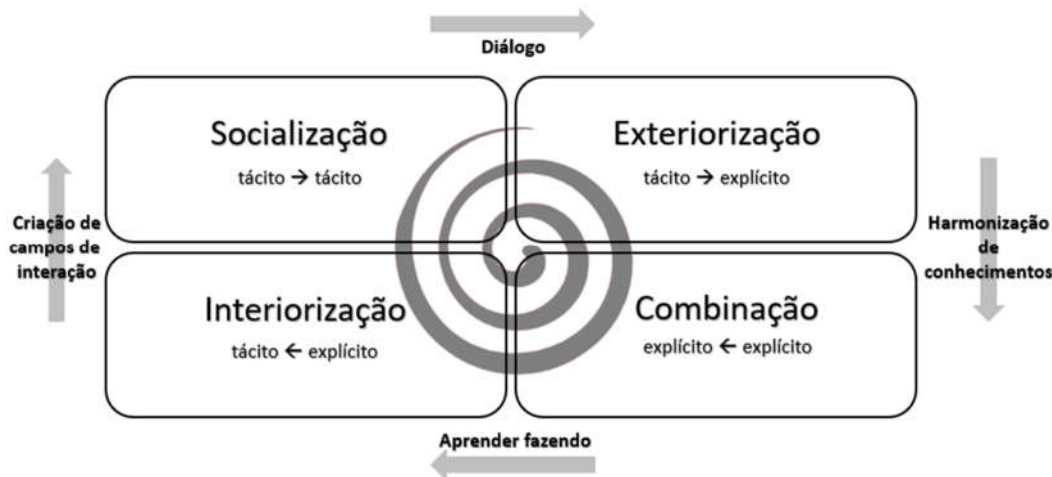 Diálogo
Socialização
tácito → tácito
Exteriorização
tácito → explícito
Criação de
campos de
interação
Harmonização
de
conhecimentos
Interiorização
tácito ← explícito
Combinação
explícito ← explícito
Aprender fazendo